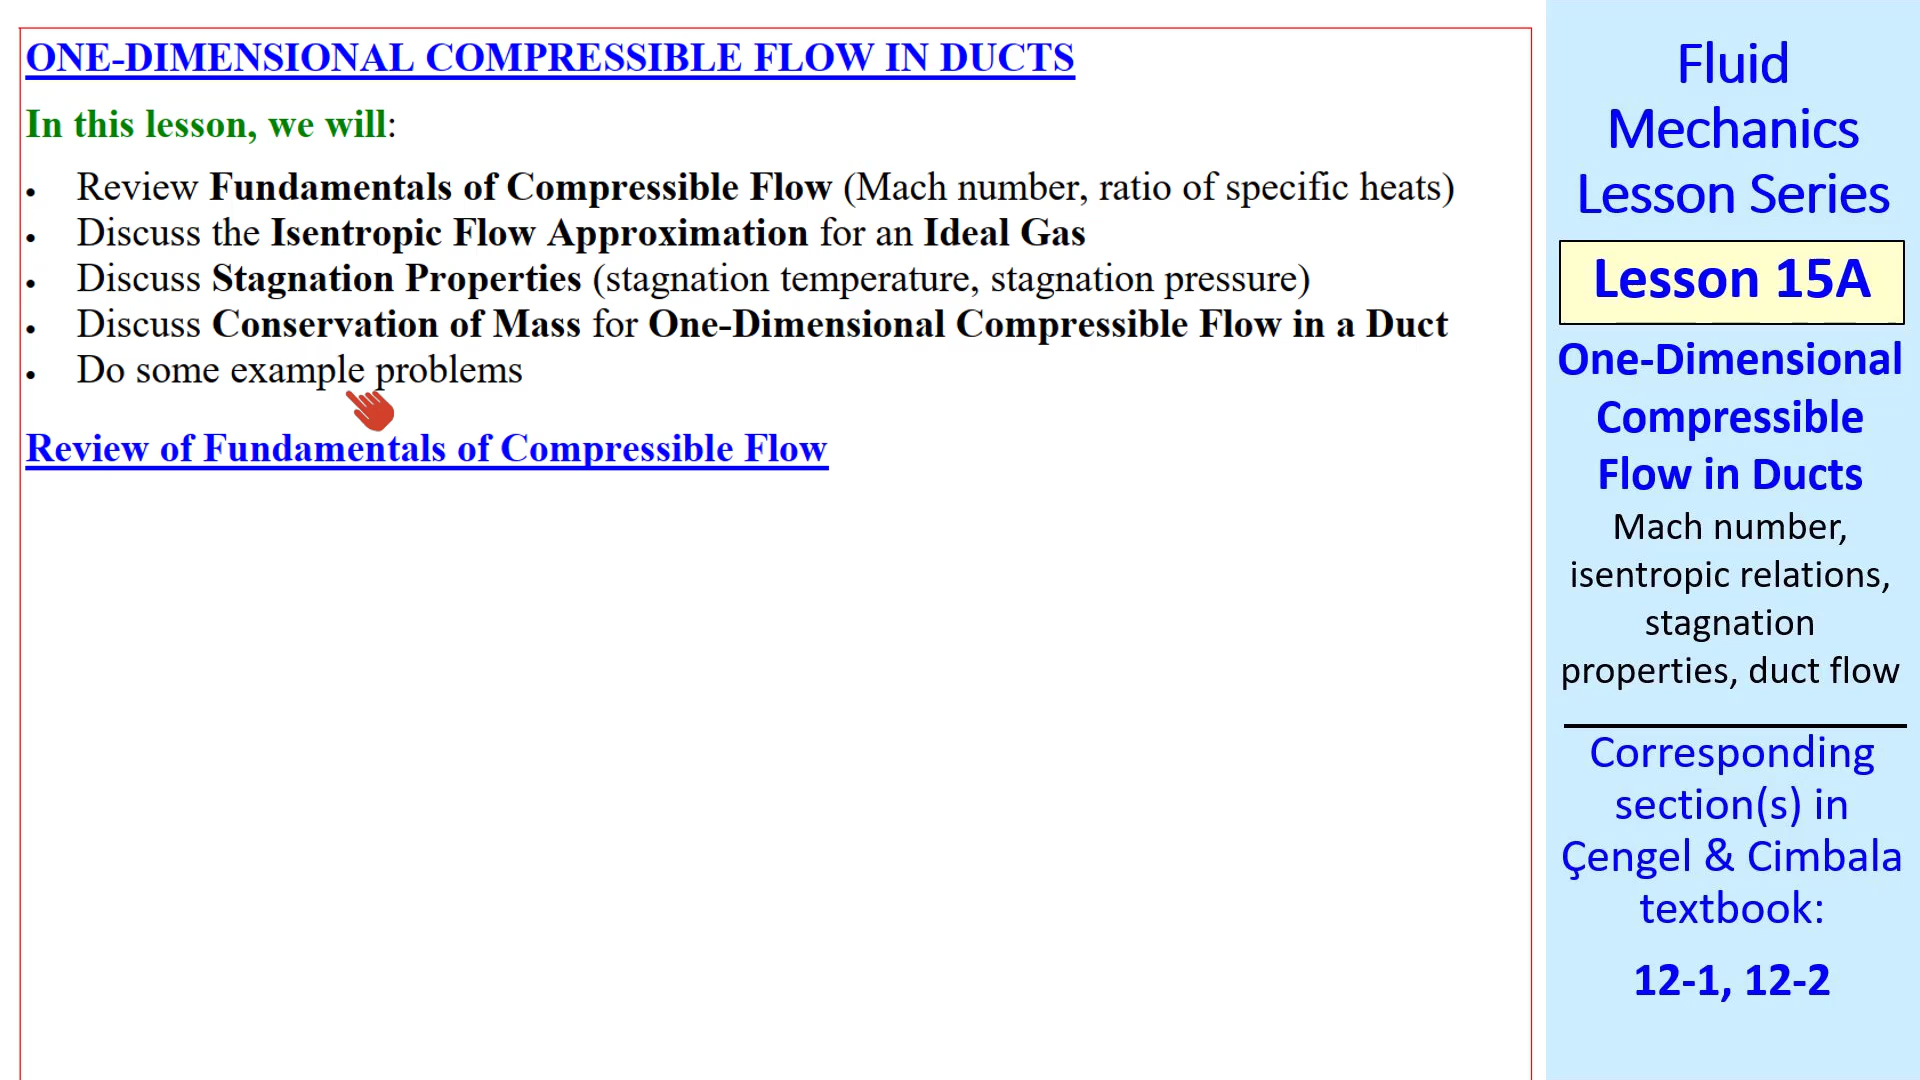 ONE-DIMENSIONAL COMPRESSIBLE FLOW IN DUCTS
In this lesson, we will:
• Review Fundamentals of Compressible Flow (Mach number, ratio of specific heats)
• Discuss the Isentropic Flow Approximation for an Ideal Gas
• Discuss Stagnation Properties (stagnation temperature, stagnation pressure)
• Discuss Conservation of Mass for One-Dimensional Compressible Flow in a Duct
• Do some example problems
Review of Fundamentals of Compressible Flow
Fluid
Mechanics
Lesson Series
Lesson 15A
One-Dimensional
Compressible
Flow in Ducts
Mach number,
isentropic relations,
stagnation
properties, duct flow
Corresponding
section(s) in
Çengel & Cimbala
textbook:
12-1, 12-2